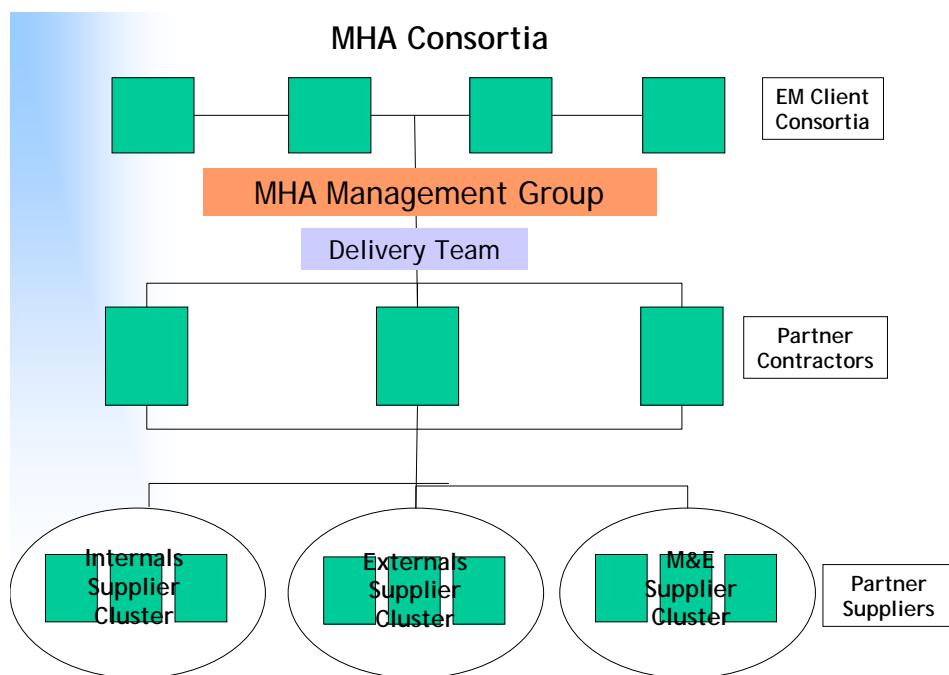 MHA Consortia
EM Client
Consortia
MHA Management Group
Delivery Team
Partner
Contractors
Internals
Supplier
Cluster
Externals
Supplier
Cluster
M&E
Supplier
Cluster
Partner
Suppliers